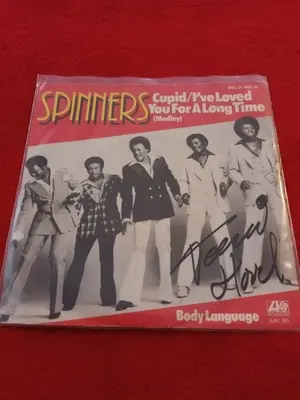 SPINNERS
Cupid/I've Loved
You For A Long Time
(Medley)
Body Language